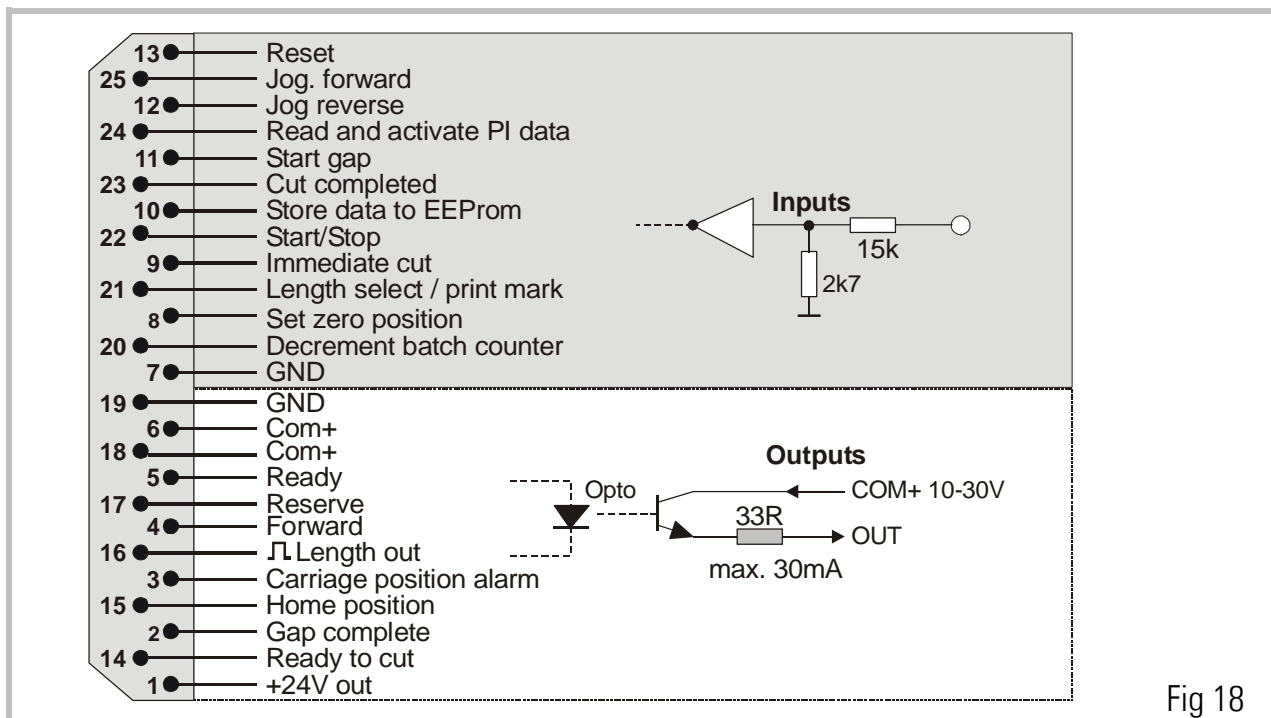 13 Reset
25 Jog. forward
12 Jog reverse
24 Read and activate PI data
11 Start gap
23 Cut completed
10 Store data to EEProm
22 Start/Stop
9 Immediate cut
21 Length select / print mark
8 Set zero position
20 Decrement batch counter
7 GND
Inputs
15k
2k7
19 GND
6 Com+
18 Com+
5 Ready
17 Reserve
4 Forward
16 Length out
3 Carriage position alarm
15 Home position
2 Gap complete
14 Ready to cut
1 +24V out
Outputs
Opto
COM+ 10-30V
33R
OUT
max. 30mA
Fig 18